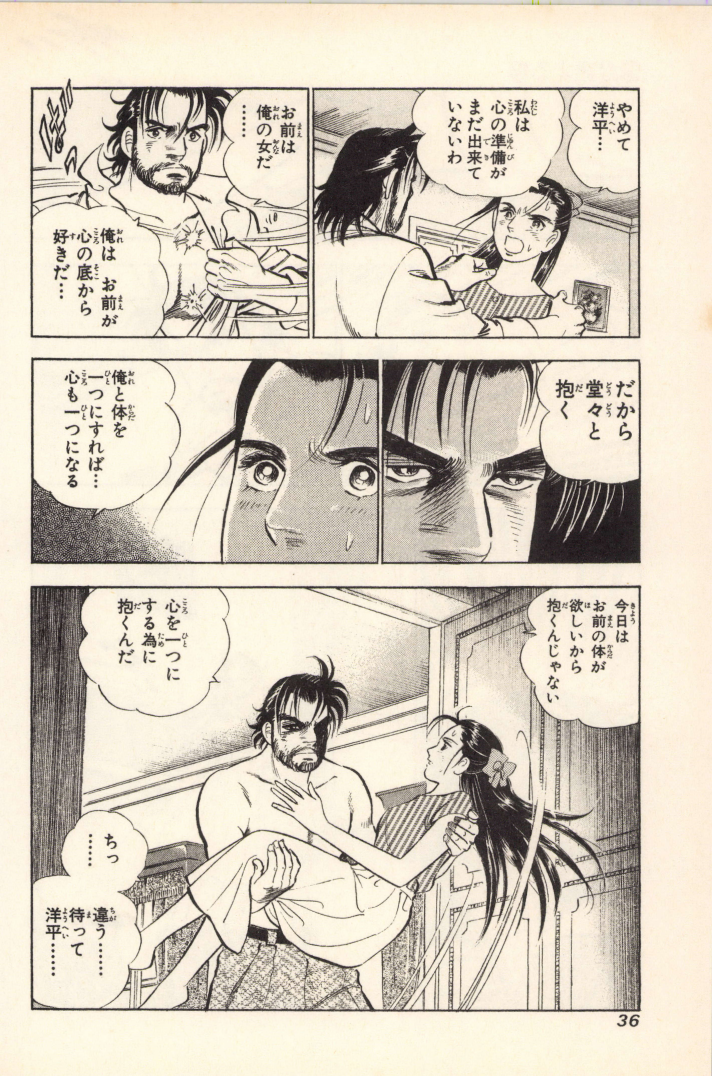 やめて
洋平…
私は
心の準備が
まだ出来て
いないわ
お前は
俺の女だ
……
ばっ
俺は お前が
心の底から
好きだ…
だから
堂々と
抱く
俺と体を
一つにすれば…
心も一つになる
今日は
お前の体が
欲しいから
抱くんじゃない
心を一つに
する為に
抱くんだ
ちっ
……
違う……
待って
洋平……
36